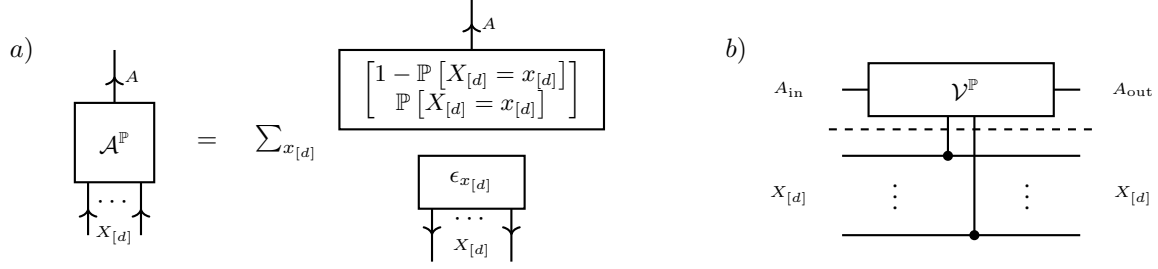 a)
A
𝒜^ℙ
⋯
X_{[d]}
=
∑_{x_{[d]}}
A
[1 − ℙ[X_{[d]} = x_{[d]}]]
[ℙ[X_{[d]} = x_{[d]}]]
ϵ_{x_{[d]}}
⋯
X_{[d]}
b)
A_in 𝒱^ℙ A_out
X_{[d]} ⋮ ⋮ X_{[d]}